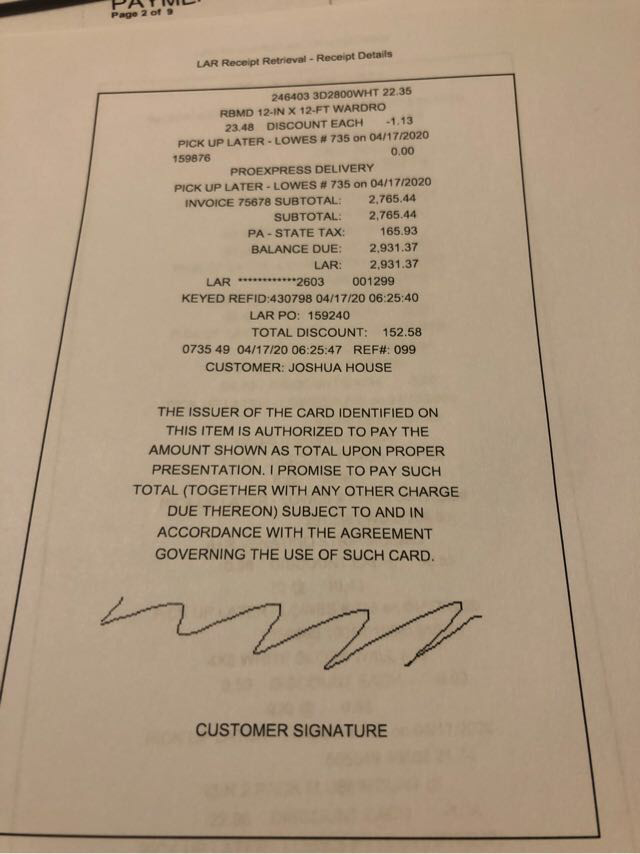 Page 2 of 9
LAR Receipt Retrieval - Receipt Details
246403 3D2800WHT 22.35
RBMD 12-IN X 12-FT WARDRO
23.48 DISCOUNT EACH -1.13
PICK UP LATER - LOWES # 735 on 04/17/2020
159876 0.00
PROEXPRESS DELIVERY
PICK UP LATER - LOWES # 735 on 04/17/2020
INVOICE 75678 SUBTOTAL: 2,765.44
SUBTOTAL: 2,765.44
PA - STATE TAX: 165.93
BALANCE DUE: 2,931.37
LAR: 2,931.37
LAR ************2603 001299
KEYED REFID:430798 04/17/20 06:25:40
LAR PO: 159240
TOTAL DISCOUNT: 152.58
0735 49 04/17/20 06:25:47 REF#: 099
CUSTOMER: JOSHUA HOUSE
THE ISSUER OF THE CARD IDENTIFIED ON
THIS ITEM IS AUTHORIZED TO PAY THE
AMOUNT SHOWN AS TOTAL UPON PROPER
PRESENTATION. I PROMISE TO PAY SUCH
TOTAL (TOGETHER WITH ANY OTHER CHARGE
DUE THEREON) SUBJECT TO AND IN
ACCORDANCE WITH THE AGREEMENT
GOVERNING THE USE OF SUCH CARD.
CUSTOMER SIGNATURE